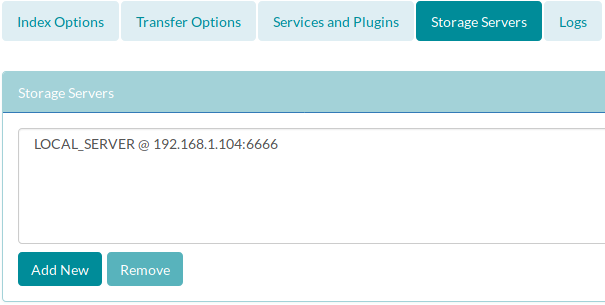 Index Options
Transfer Options
Services and Plugins
Storage Servers
Logs
Storage Servers
LOCAL_SERVER @ 192.168.1.104:6666
Add New
Remove